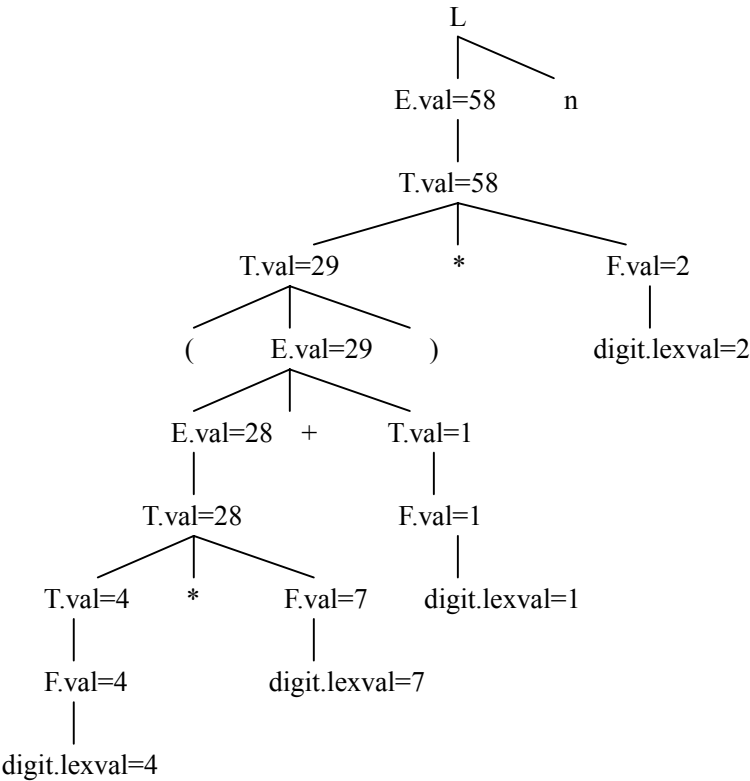 L
E.val=58 n
T.val=58
T.val=29 * F.val=2
( E.val=29 ) digit.lexval=2
E.val=28 + T.val=1
T.val=28 F.val=1
T.val=4 * F.val=7 digit.lexval=1
F.val=4 digit.lexval=7
digit.lexval=4